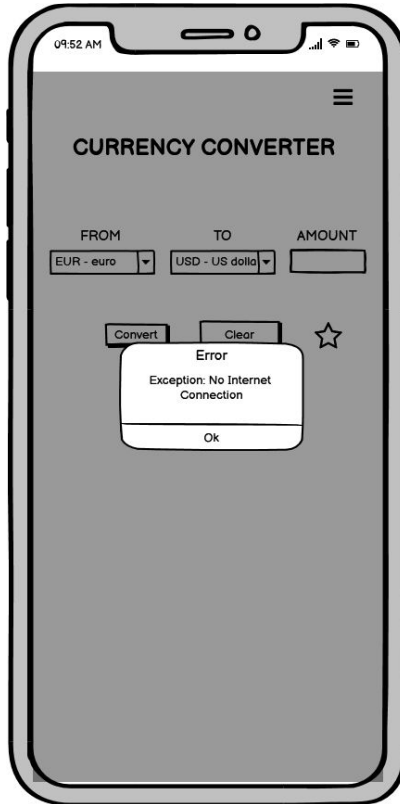 09:52 AM
CURRENCY CONVERTER
FROM TO AMOUNT
EUR - euro USD - US dolla
Convert Clear
Error
Exception: No Internet
Connection
Ok